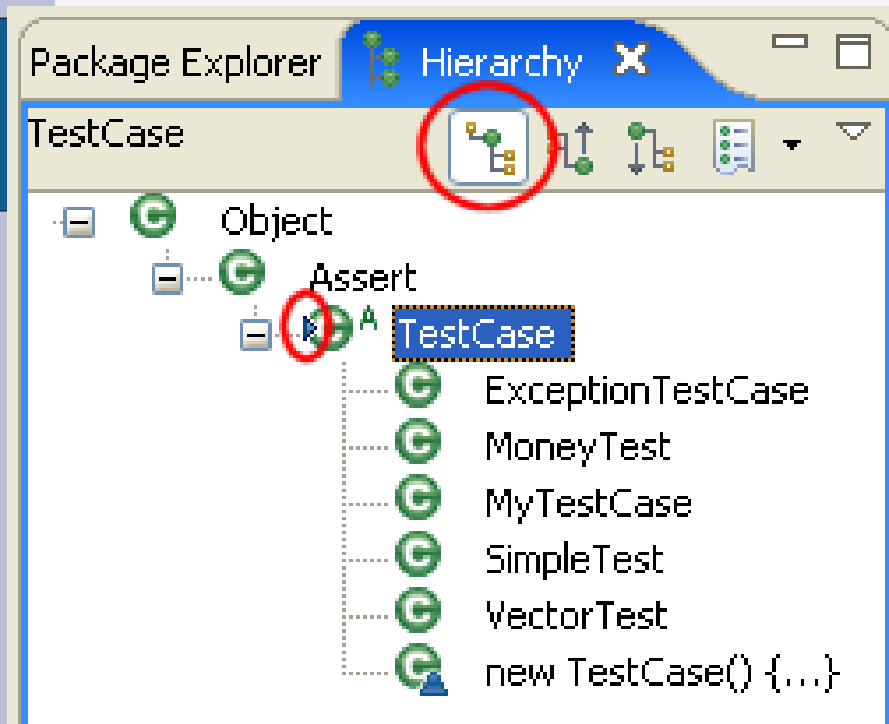 Package Explorer Hierarchy
TestCase
Object
Assert
A TestCase
ExceptionTestCase
MoneyTest
MyTestCase
SimpleTest
VectorTest
new TestCase() {...}